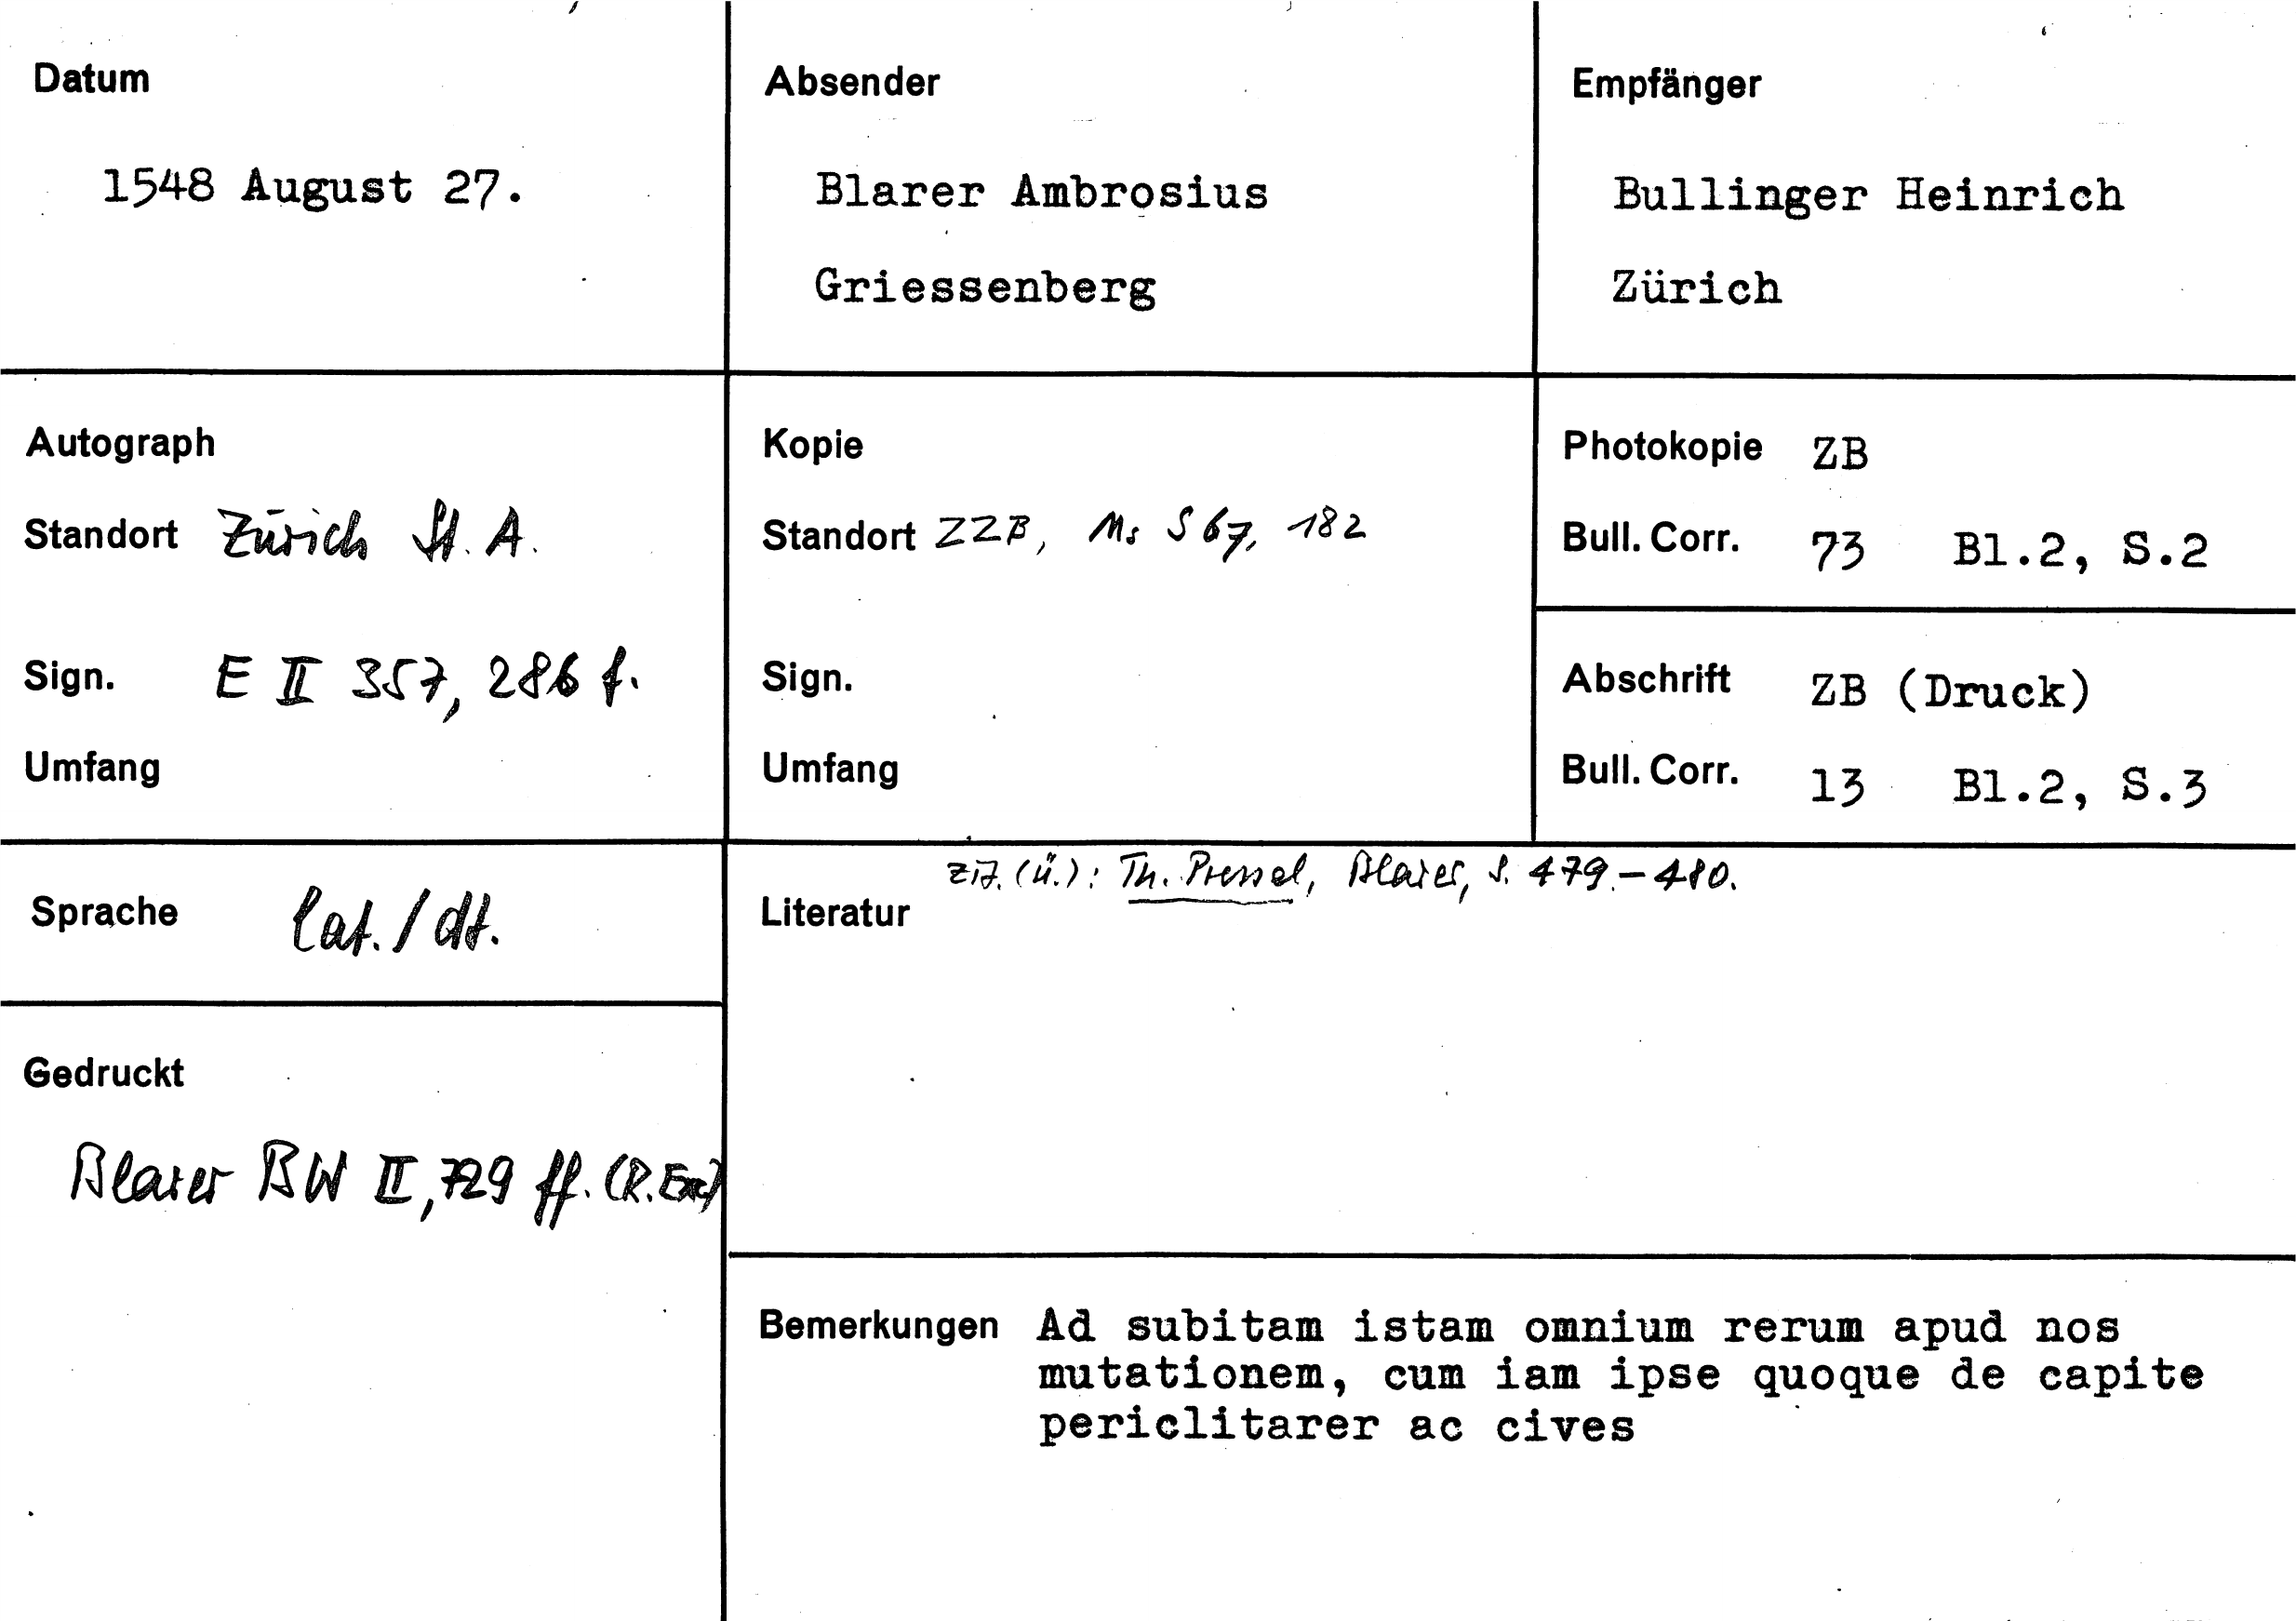 Datum
1548 August 27.
Absender
Blarer Ambrosius
Griessenberg
Empfänger
Bullinger Heinrich
Zürich
Autograph
Standort Zürich St. A.
Sign. E II 357, 286 f.
Umfang
Kopie
Standort ZZB, Ms S 67, 182
Sign.
Umfang
Photokopie ZB
Bull. Corr. 73 Bl.2, S.2
Abschrift ZB (Druck)
Bull. Corr. 13 Bl.2, S.3
Sprache lat./dt.
Gedruckt
Blarer BW II, 729 ff. (R. Exc)
zit. (ü.): Th. Pressel, Blarer, S. 479.-480.
Literatur
Bemerkungen Ad subitam istam omnium rerum apud nos
mutationem, cum iam ipse quoque de capite
periclitarer ac cives